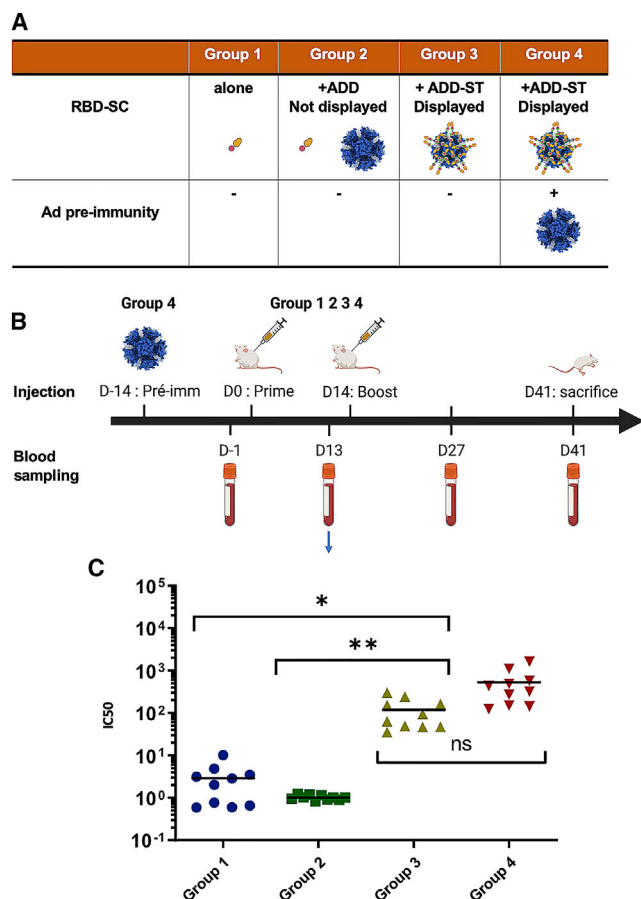 A
Group 1 Group 2 Group 3 Group 4
RBD-SC
alone
+ADD
Not displayed
+ ADD-ST
Displayed
+ADD-ST
Displayed
Ad pre-immunity
- - - +
B
Group 4 Group 1 2 3 4
Injection
D-14 : Pré-imm D0 : Prime D14: Boost D41: sacrifice
Blood
sampling
D-1 D13 D27 D41
C
IC50
10^5
10^4
10^3
10^2
10^1
10^0
10^-1
*
**
ns
Group 1 Group 2 Group 3 Group 4